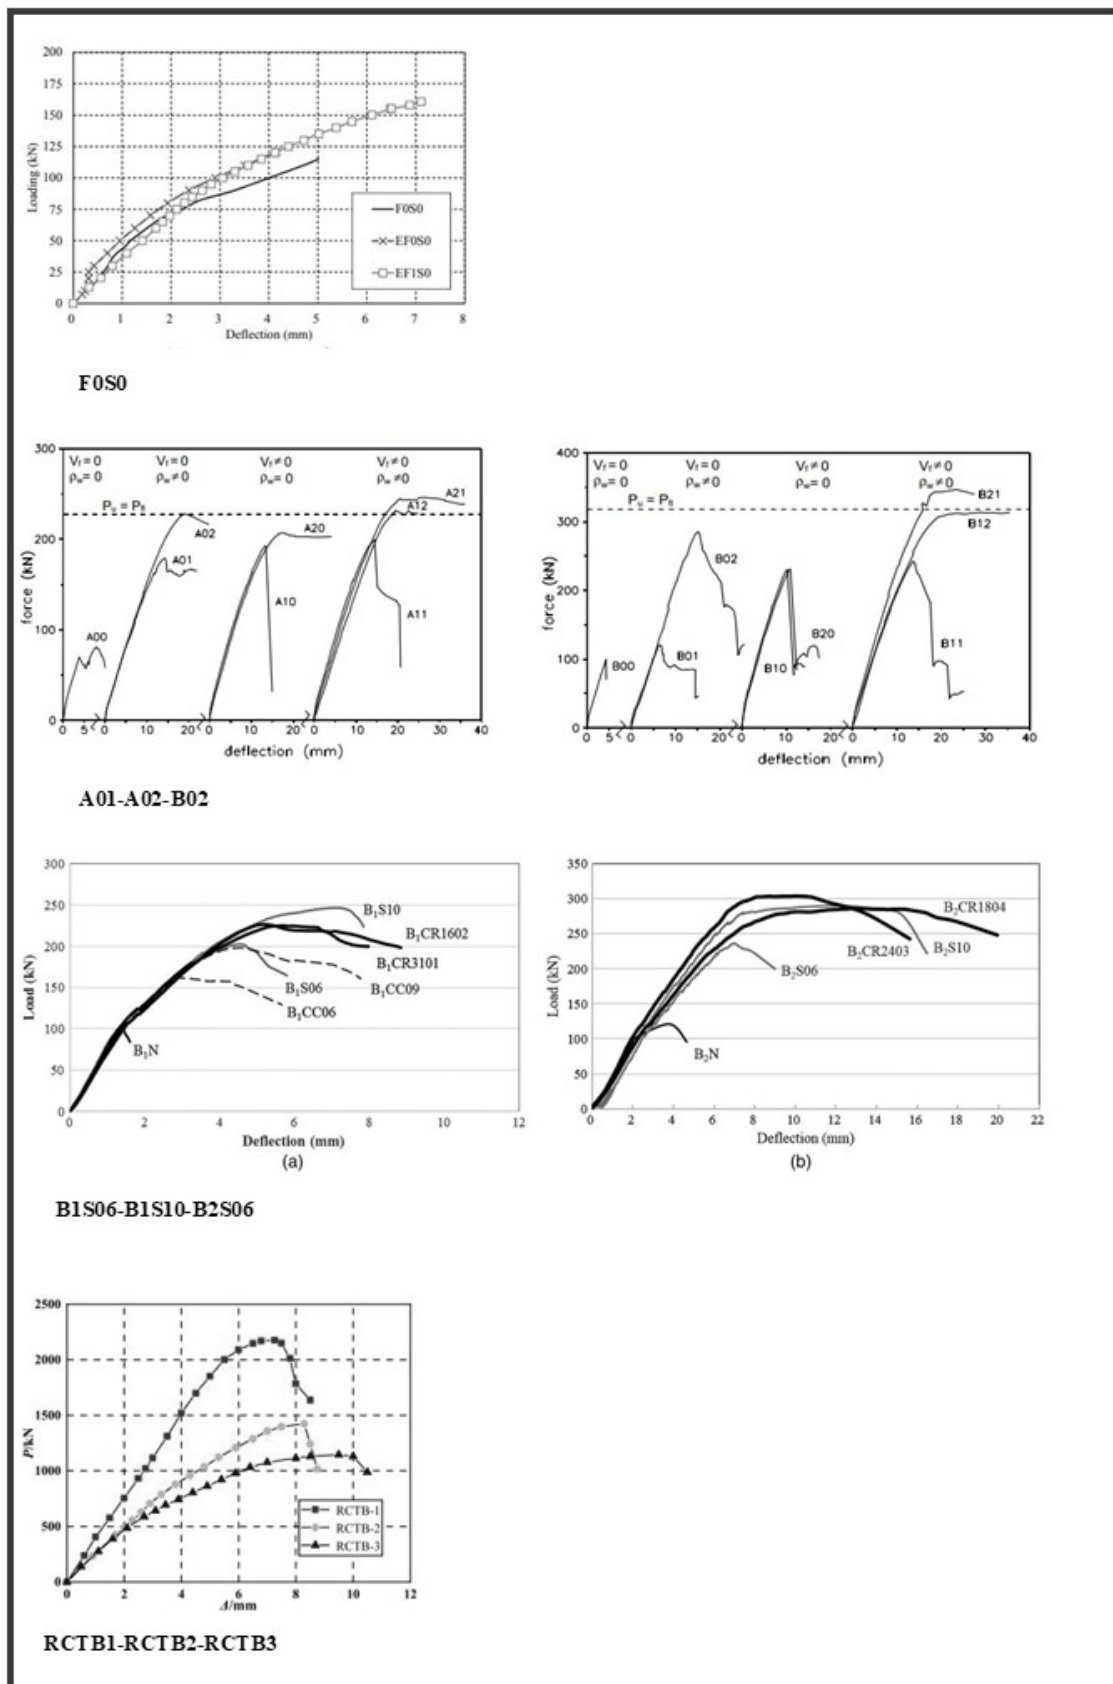 200
175
150
125
100
75
50
25
0
Loading (kN)
F0S0
EF0S0
EF1S0
0 1 2 3 4 5 6 7 8
Deflection (mm)
F0S0
300
200
100
0
force (kN)
Vf = 0 Vf = 0 Vf ≠ 0 Vf ≠ 0
ρw = 0 ρw ≠ 0 ρw = 0 ρw ≠ 0
Pu = Pfl
A00
A01
A02
A10
A20
A11
A12
A21
0 5 0 10 20 0 10 20 0 10 20 30 40
deflection (mm)
400
300
200
100
0
force (kN)
Vf = 0 Vf = 0 Vf ≠ 0 Vf ≠ 0
ρw = 0 ρw ≠ 0 ρw = 0 ρw ≠ 0
Pu = Pfl
B00
B01
B02
B10
B20
B11
B12
B21
0 5 0 10 20 0 10 20 0 10 20 30 40
deflection (mm)
A01-A02-B02
300
250
200
150
100
50
0
Load (kN)
B1S10
B1CR1602
B1CR3101
B1S06
B1CC09
B1CC06
B1N
0 2 4 6 8 10 12
Deflection (mm)
(a)
350
300
250
200
150
100
50
0
Load (kN)
B2CR1804
B2S10
B2CR2403
B2S06
B2N
0 2 4 6 8 10 12 14 16 18 20 22
Deflection (mm)
(b)
B1S06-B1S10-B2S06
2500
2000
1500
1000
500
0
P/kN
RCTB-1
RCTB-2
RCTB-3
0 2 4 6 8 10 12
Δ/mm
RCTB1-RCTB2-RCTB3